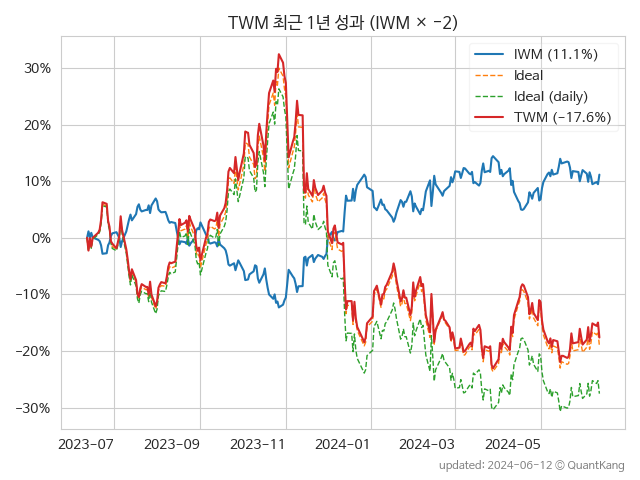 TWM 최근 1년 성과 (IWM × −2)
IWM (11.1%)
Ideal
Ideal (daily)
TWM (−17.6%)
30%
20%
10%
0%
−10%
−20%
−30%
2023-07
2023-09
2023-11
2024-01
2024-03
2024-05
updated: 2024-06-12 © QuantKang